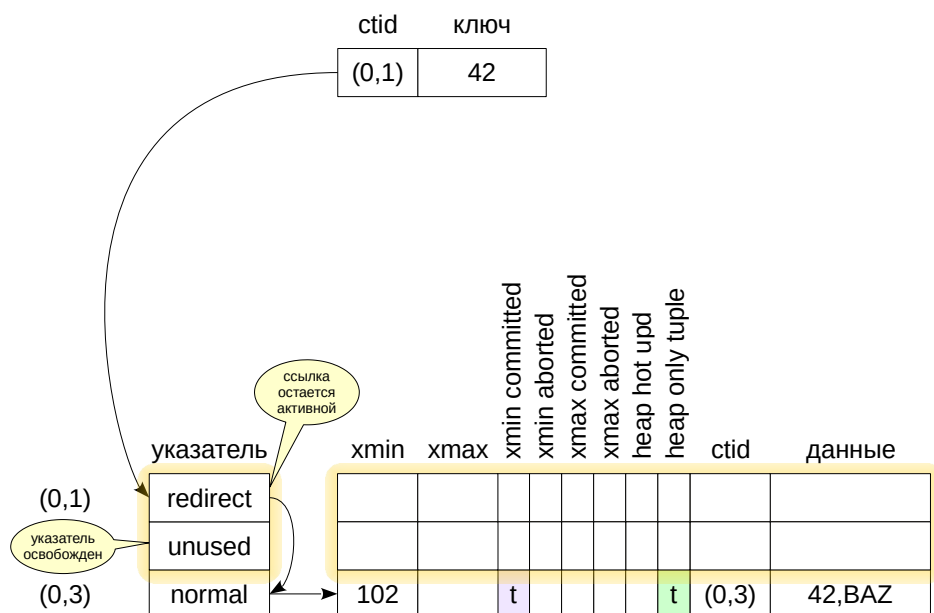 ctid ключ
(0,1) 42
xmin committed
xmin aborted
xmax committed
xmax aborted
heap hot upd
heap only tuple
ссылка
остается
активной
указатель xmin xmax ctid данные
(0,1) redirect
указатель
освобожден
unused
(0,3) normal 102 t t (0,3) 42,BAZ